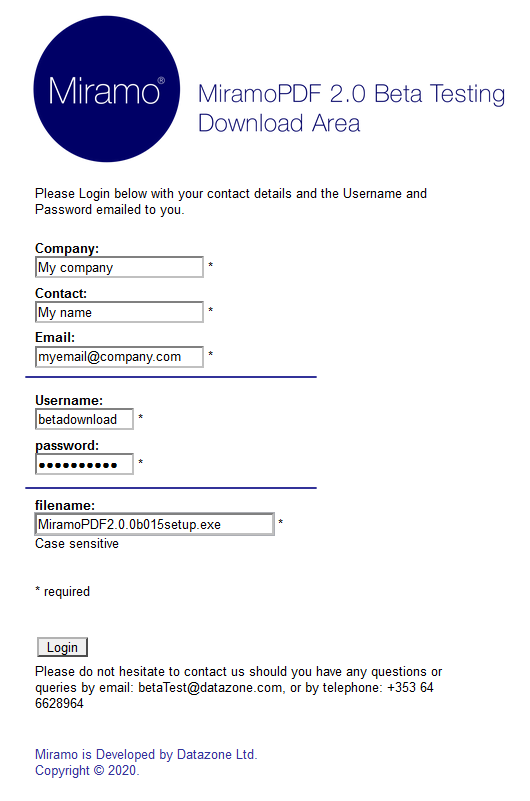 Miramo®
MiramoPDF 2.0 Beta Testing
Download Area
Please Login below with your contact details and the Username and
Password emailed to you.
Company:
My company *
Contact:
My name *
Email:
myemail@company.com *
Username:
betadownload *
password:
●●●●●●●●●● *
filename:
MiramoPDF2.0.0b015setup.exe *
Case sensitive
* required
Login
Please do not hesitate to contact us should you have any questions or
queries by email: betaTest@datazone.com, or by telephone: +353 64
6628964
Miramo is Developed by Datazone Ltd.
Copyright © 2020.